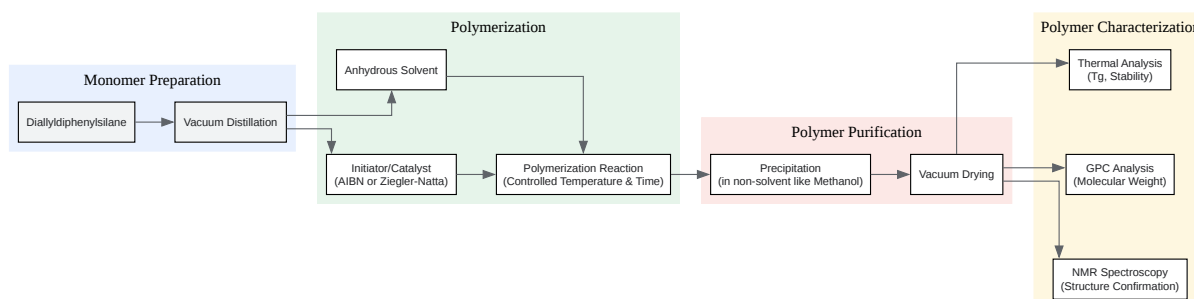 Monomer Preparation
Diallyldiphenylsilane
Vacuum Distillation
Polymerization
Anhydrous Solvent
Initiator/Catalyst
(AIBN or Ziegler-Natta)
Polymerization Reaction
(Controlled Temperature & Time)
Polymer Purification
Precipitation
(in non-solvent like Methanol)
Vacuum Drying
Polymer Characterization
Thermal Analysis
(Tg, Stability)
GPC Analysis
(Molecular Weight)
NMR Spectroscopy
(Structure Confirmation)